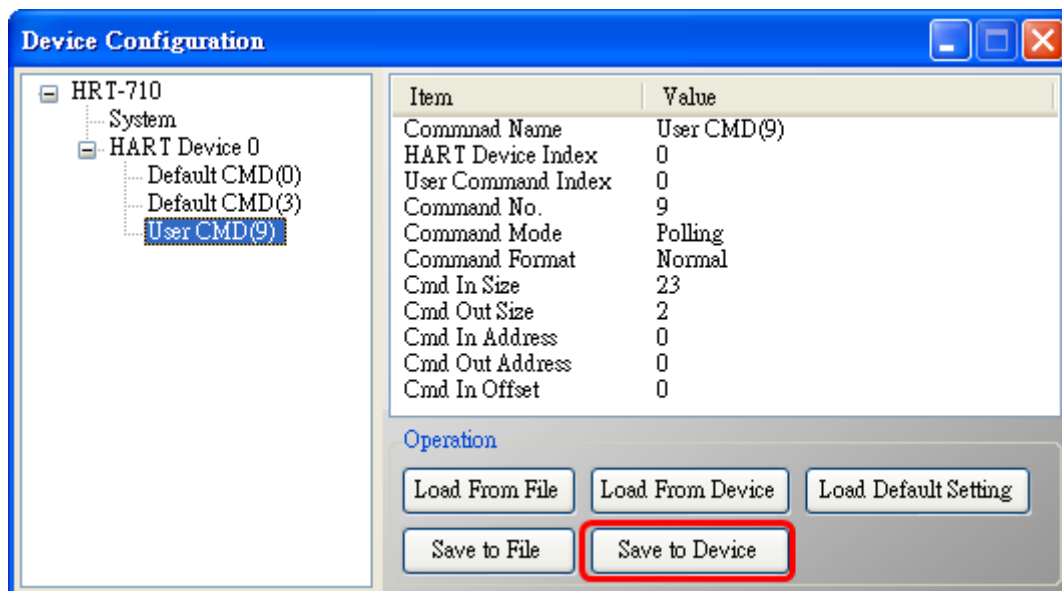 Device Configuration
HRT-710
System
HART Device 0
Default CMD(0)
Default CMD(3)
User CMD(9)
Item Value
Commnad Name User CMD(9)
HART Device Index 0
User Command Index 0
Command No. 9
Command Mode Polling
Command Format Normal
Cmd In Size 23
Cmd Out Size 2
Cmd In Address 0
Cmd Out Address 0
Cmd In Offset 0
Operation
Load From File Load From Device Load Default Setting
Save to File Save to Device